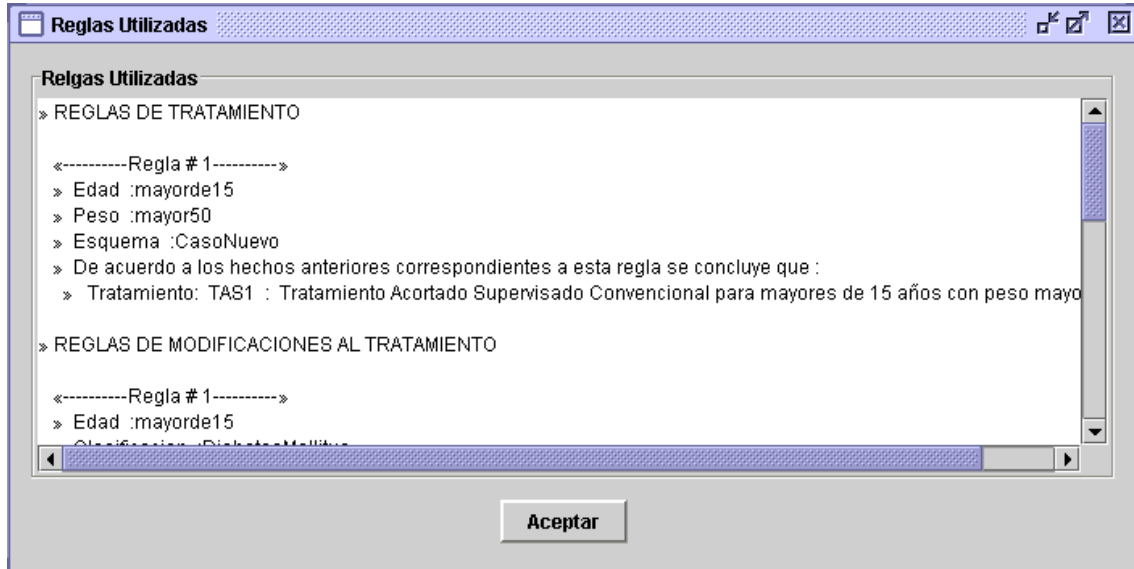 Reglas Utilizadas
Relgas Utilizadas
» REGLAS DE TRATAMIENTO
«----------Regla # 1----------»
» Edad :mayorde15
» Peso :mayor50
» Esquema :CasoNuevo
» De acuerdo a los hechos anteriores correspondientes a esta regla se concluye que :
» Tratamiento: TAS1 : Tratamiento Acortado Supervisado Convencional para mayores de 15 años con peso mayo
» REGLAS DE MODIFICACIONES AL TRATAMIENTO
«----------Regla # 1----------»
» Edad :mayorde15
Aceptar